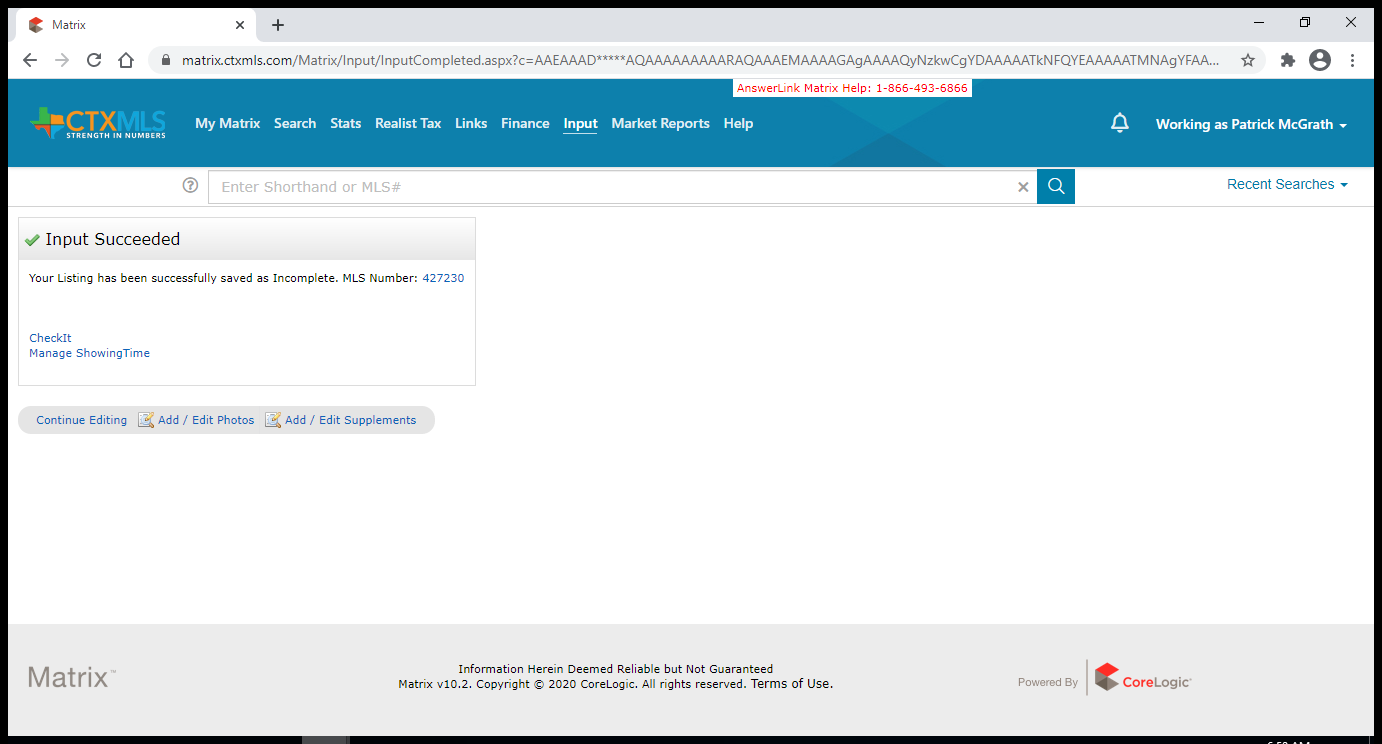 Matrix
matrix.ctxmls.com/Matrix/Input/InputCompleted.aspx?c=AAEAAAD*****AQAAAAAAAAARAQAAAEMAAAAGAgAAAAQyNzkwCgYDAAAAATkNFQYEAAAAATMNAgYFAA...
AnswerLink Matrix Help: 1-866-493-6866
CTXMLS
STRENGTH IN NUMBERS
My Matrix Search Stats Realist Tax Links Finance Input Market Reports Help
Working as Patrick McGrath
Enter Shorthand or MLS#
Recent Searches
Input Succeeded
Your Listing has been successfully saved as Incomplete. MLS Number: 427230
CheckIt
Manage ShowingTime
Continue Editing Add / Edit Photos Add / Edit Supplements
Matrix™
Information Herein Deemed Reliable but Not Guaranteed
Matrix v10.2. Copyright © 2020 CoreLogic. All rights reserved. Terms of Use.
Powered By CoreLogic